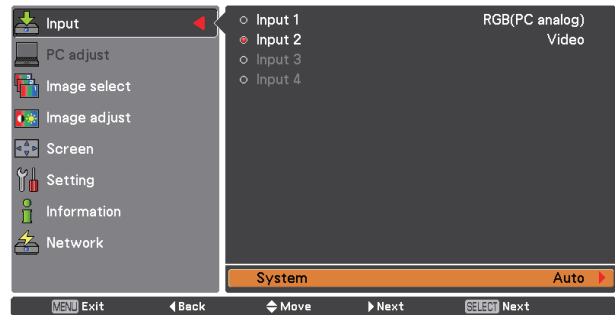 Input
PC adjust
Image select
Image adjust
Screen
Setting
Information
Network
Input 1 RGB(PC analog)
Input 2 Video
Input 3
Input 4
System Auto
MENU Exit Back Move Next SELECT Next